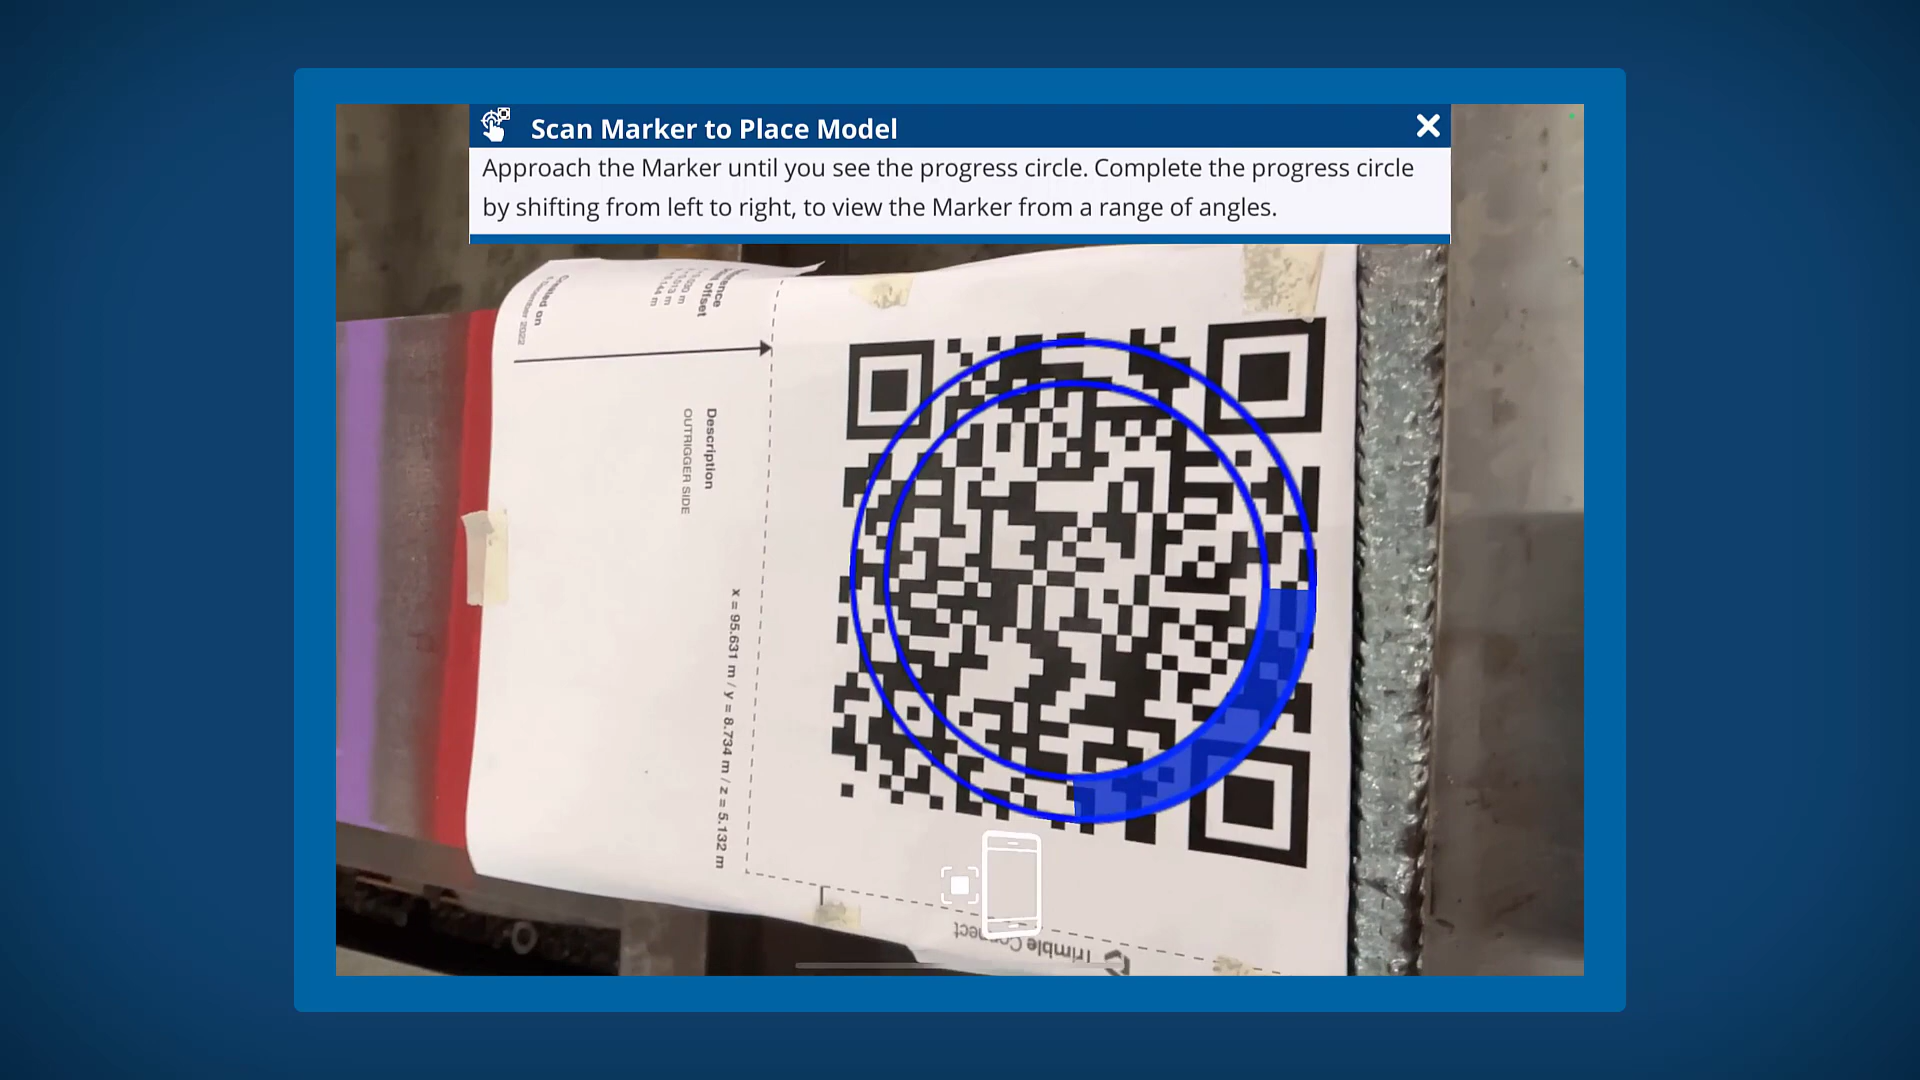 Scan Marker to Place Model
Approach the Marker until you see the progress circle. Complete the progress circle
by shifting from left to right, to view the Marker from a range of angles.
Created on
offset
Description
OUTRIGGER SIDE
x = 95.631 m / y = 8.734 m / z = 5.132 m
Trimble Connect